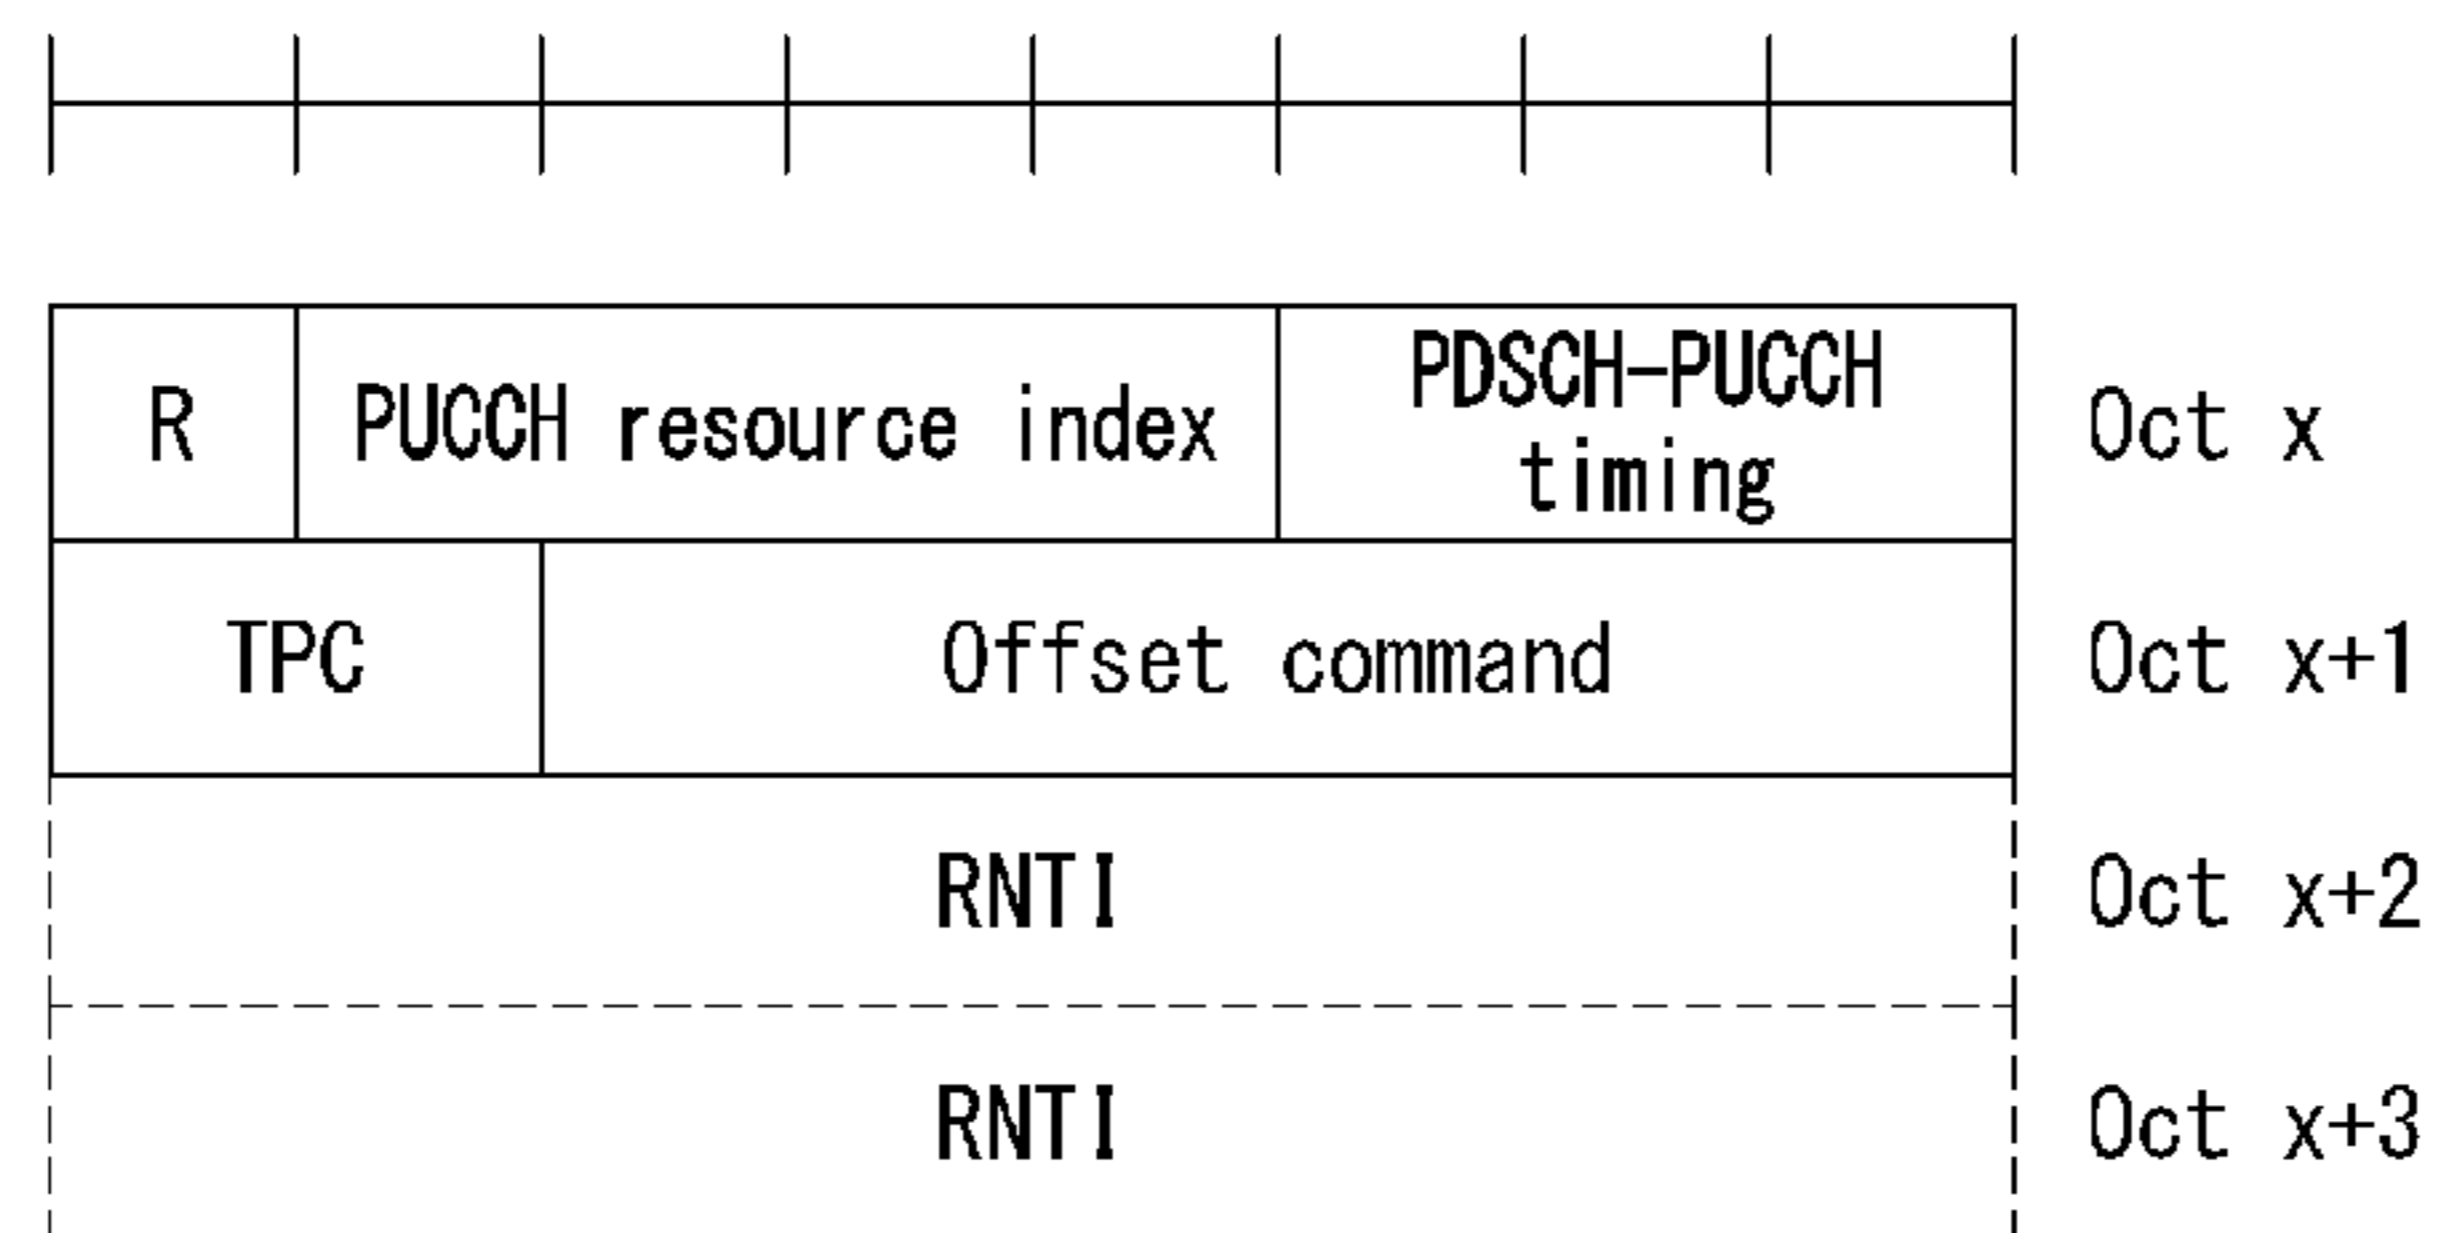 R PUCCH resource index PDSCH-PUCCH timing Oct x
TPC Offset command Oct x+1
RNTI Oct x+2
RNTI Oct x+3